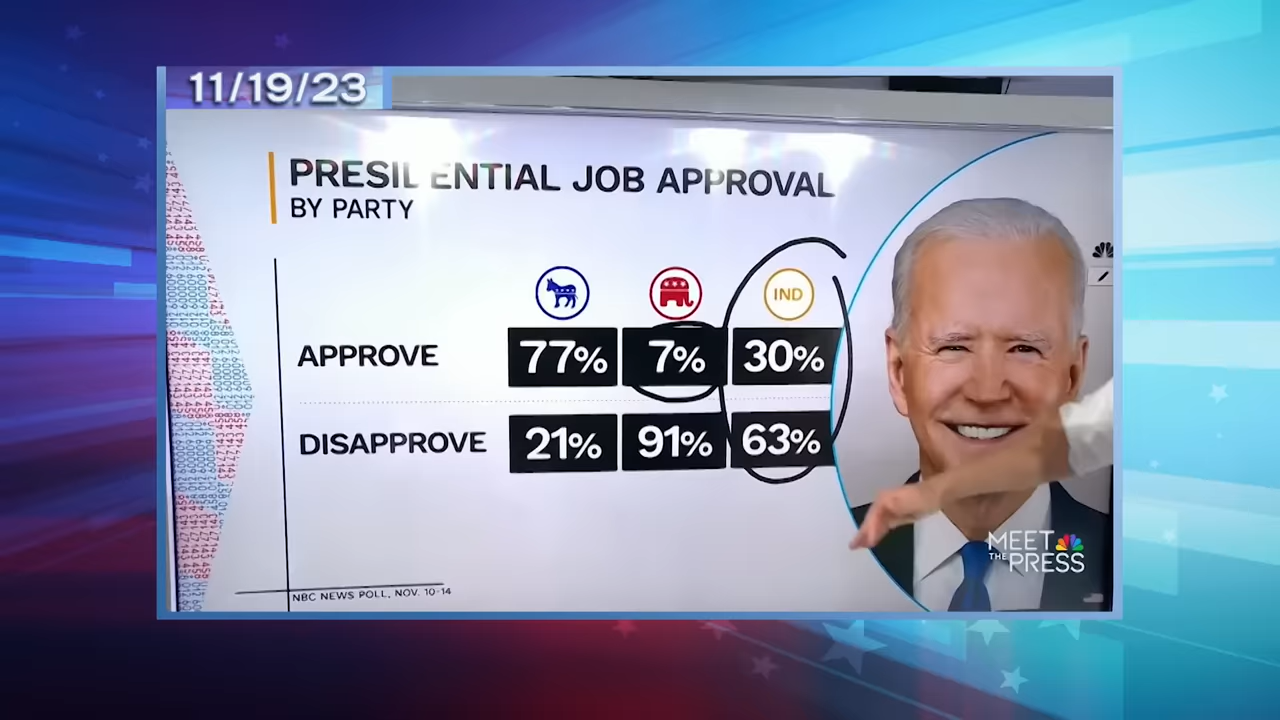 11/19/23
PRESIDENTIAL JOB APPROVAL
BY PARTY
IND
APPROVE 77% 7% 30%
DISAPPROVE 21% 91% 63%
MEET
THE PRESS
NBC NEWS POLL, NOV. 10-14